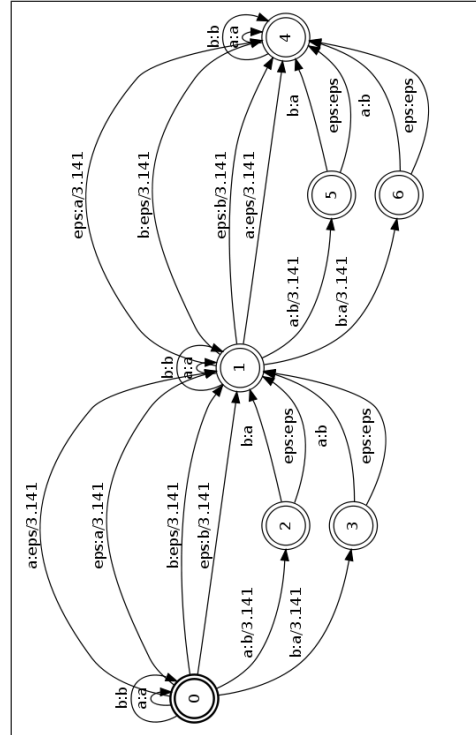 a:eps/3.141
eps:a/3.141
eps:a/3.141
b:b
a:a
b:eps/3.141
b:b
b:eps/3.141
a:a
0
eps:b/3.141
b:b
eps:b/3.141
a:a
1
a:b/3.141
b:a
a:eps/3.141
2
eps:eps
4
b:a/3.141
a:b/3.141
b:a
a:b
5
eps:eps
b:a/3.141
3
eps:eps
a:b
6
eps:eps